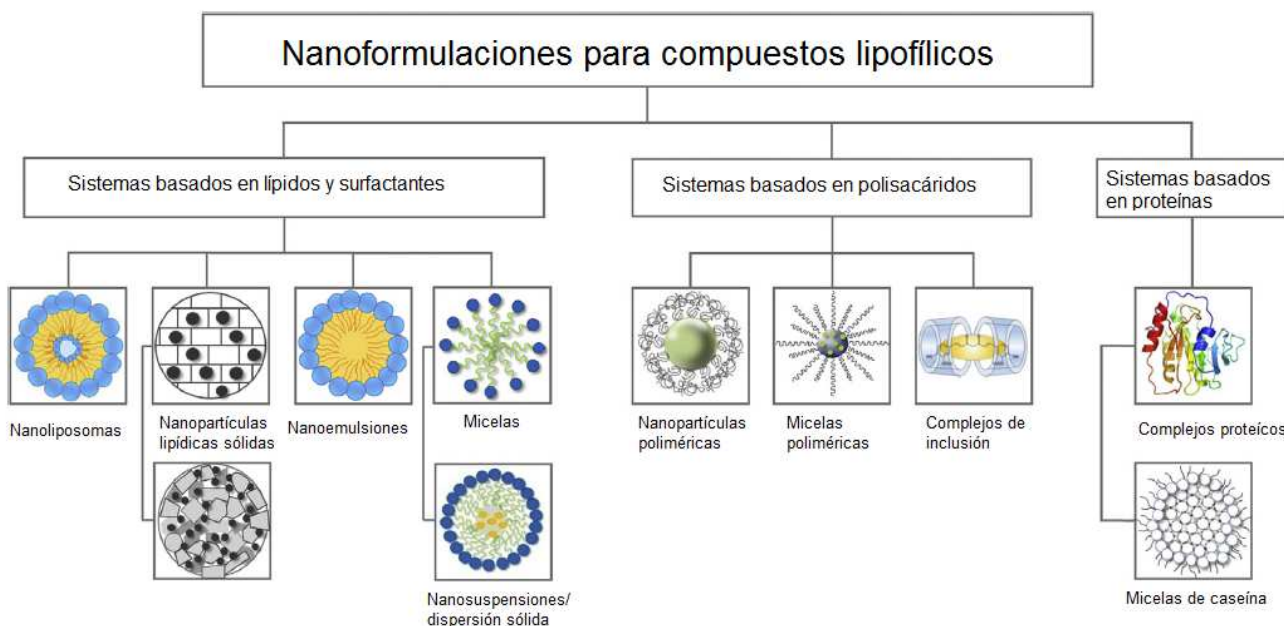 Nanoformulaciones para compuestos lipofílicos
Sistemas basados en lípidos y surfactantes
Sistemas basados en polisacáridos
Sistemas basados
en proteínas
Nanoliposomas
Nanopartículas
lipídicas sólidas
Nanoemulsiones
Micelas
Nanopartículas
poliméricas
Micelas
poliméricas
Complejos de
inclusión
Complejos proteícos
Nanosuspensiones/
dispersión sólida
Micelas de caseína